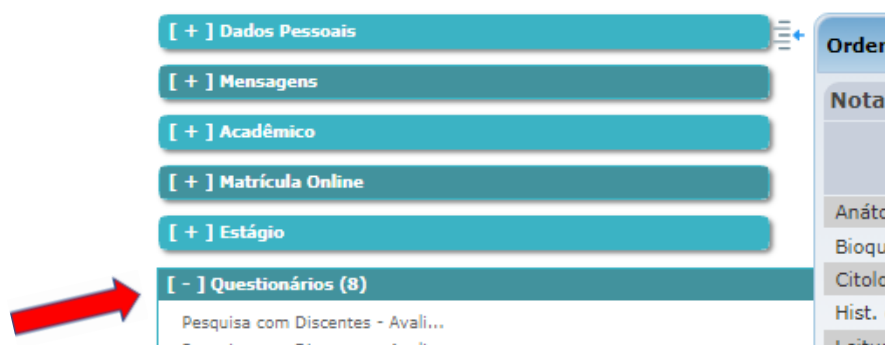 [ + ] Dados Pessoais
[ + ] Mensagens
[ + ] Acadêmico
[ + ] Matrícula Online
[ + ] Estágio
[ - ] Questionários (8)
Pesquisa com Discentes - Avali...
Order
Nota
Anáto
Bioqu
Citolo
Hist.